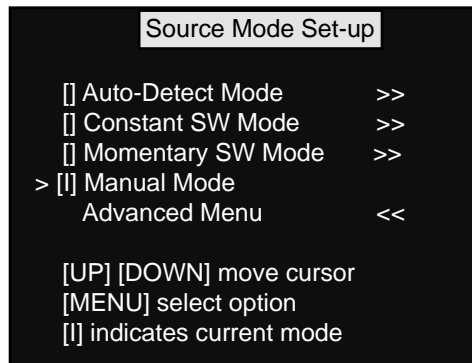 Source Mode Set-up
[] Auto-Detect Mode >>
[] Constant SW Mode >>
[] Momentary SW Mode >>
> [I] Manual Mode
Advanced Menu <<
[UP] [DOWN] move cursor
[MENU] select option
[I] indicates current mode